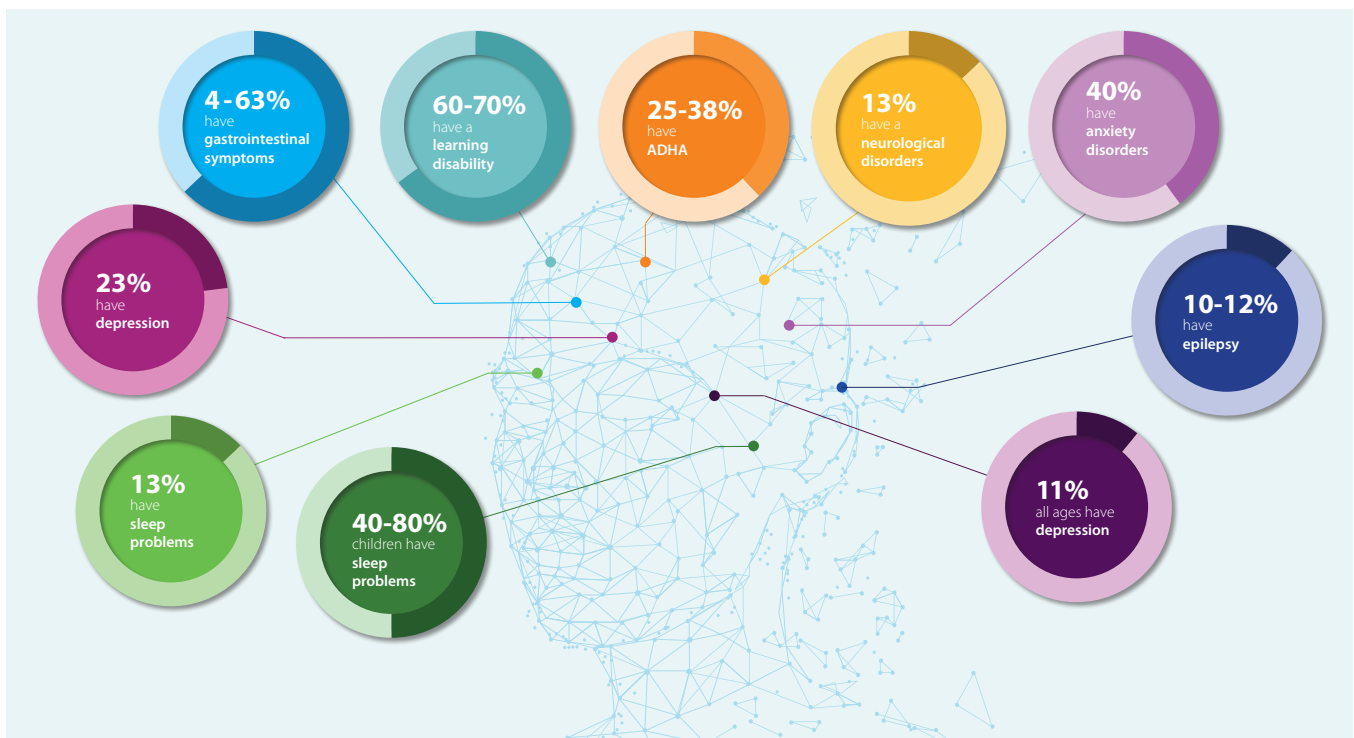 4-63%
have
gastrointestinal
symptoms
60-70%
have a
learning
disability
25-38%
have
ADHA
13%
have a
neurological
disorders
40%
have
anxiety
disorders
23%
have
depression
10-12%
have
epilepsy
13%
have
sleep
problems
40-80%
children have
sleep
problems
11%
all ages have
depression